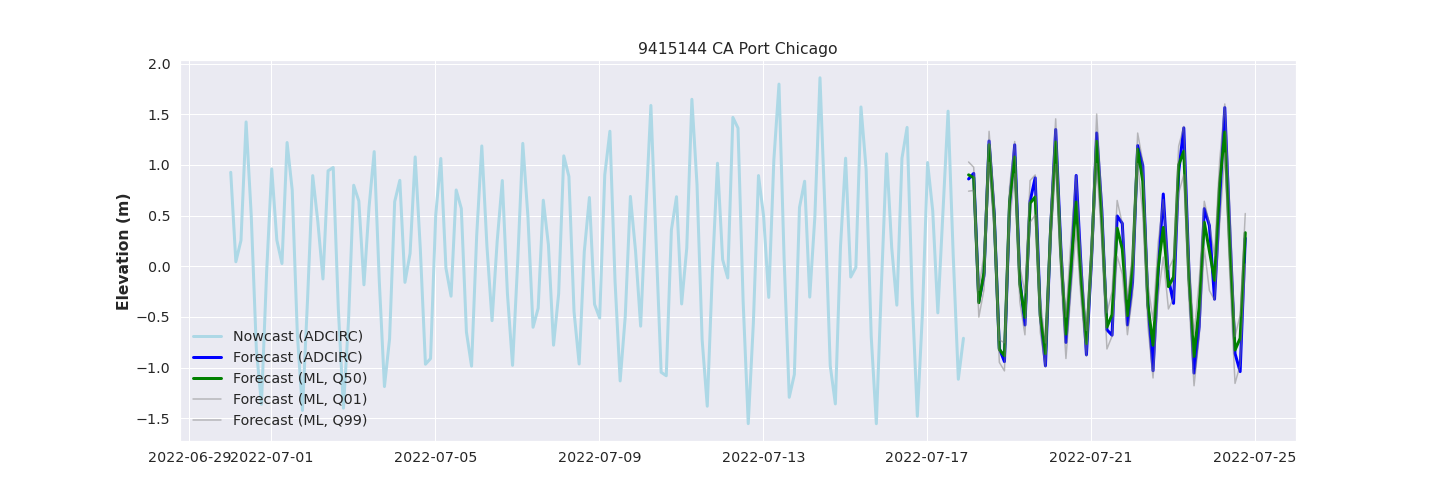 9415144 CA Port Chicago
2.0
1.5
1.0
0.5
0.0
−0.5
−1.0
−1.5
Elevation (m)
Nowcast (ADCIRC)
Forecast (ADCIRC)
Forecast (ML, Q50)
Forecast (ML, Q01)
Forecast (ML, Q99)
2022-06-29 2022-07-01 2022-07-05 2022-07-09 2022-07-13 2022-07-17 2022-07-21 2022-07-25